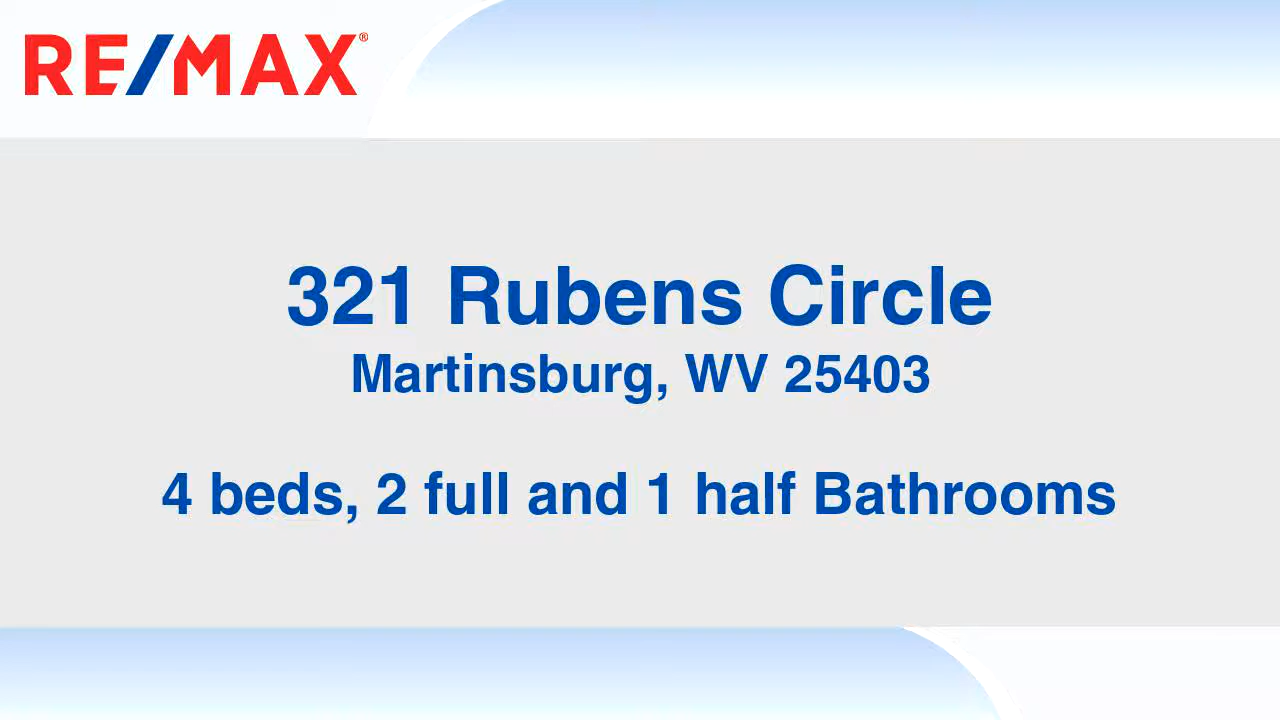 RE/MAX®
321 Rubens Circle
Martinsburg, WV 25403
4 beds, 2 full and 1 half Bathrooms